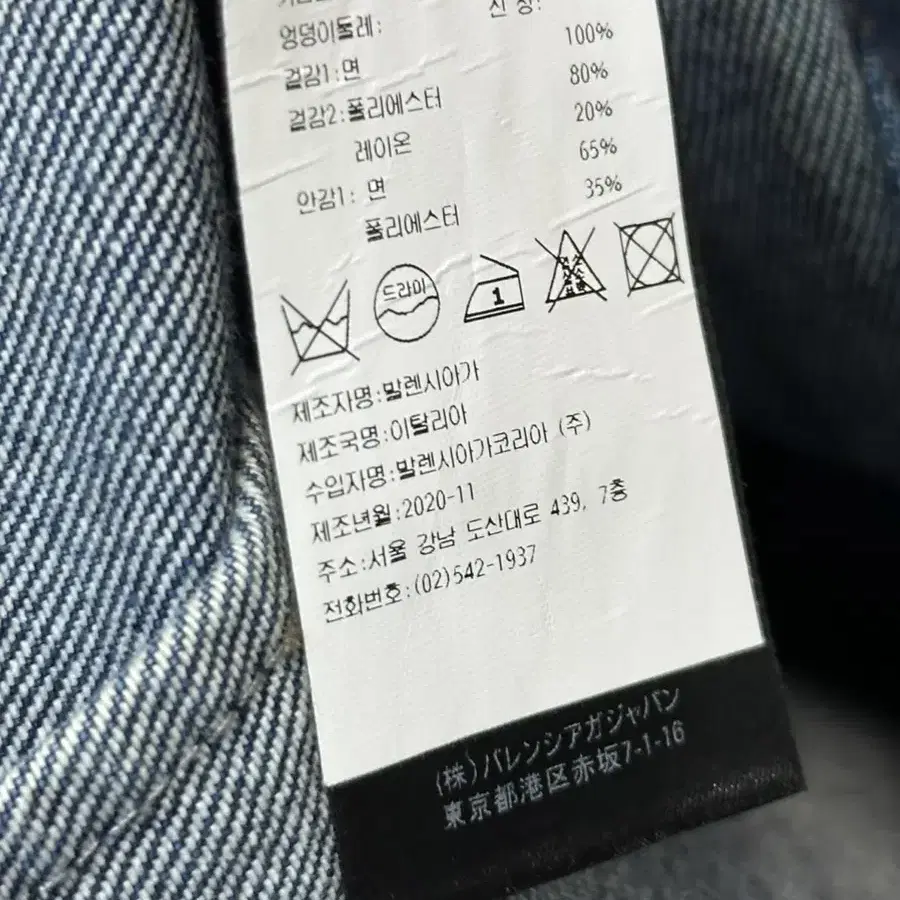 엉덩이둘레: 신장:
겉감1:면 100%
겉감2:폴리에스터 80%
레이온 20%
안감1: 면 65%
폴리에스터 35%
드라이
1
염소
표백
제조자명:발렌시아가
제조국명:이탈리아
수입자명:발렌시아가코리아 (주)
제조년월:2020-11
주소:서울 강남 도산대로 439, 7층
전화번호:(02)542-1937
(株)バレンシアガジャパン
東京都港区赤坂7-1-16